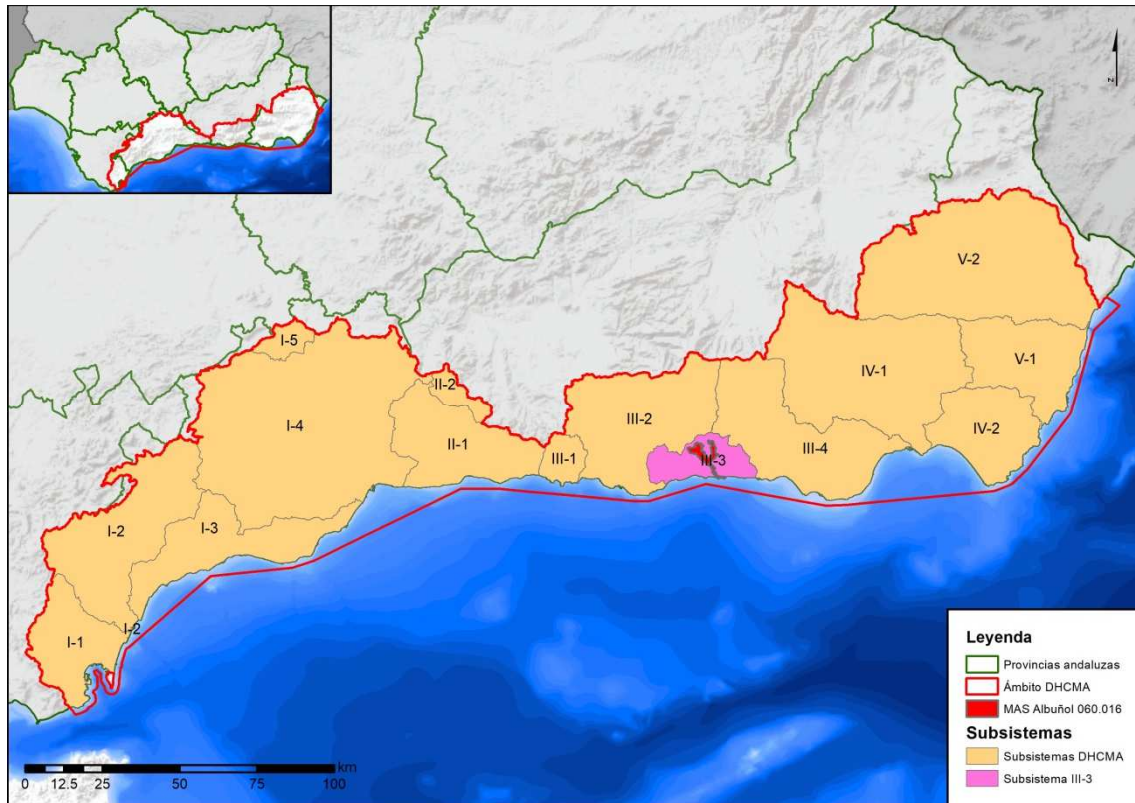 Z
V-2
I-5
II-2
IV-1
V-1
I-4
III-2
II-1
IV-2
III-1
III-3
III-4
I-2
I-3
I-2
I-1
km
0 12.5 25 50 75 100
Leyenda
Provincias andaluzas
Ámbito DHCMA
MAS Albuñol 060.016
Subsistemas
Subsistemas DHCMA
Subsistema III-3